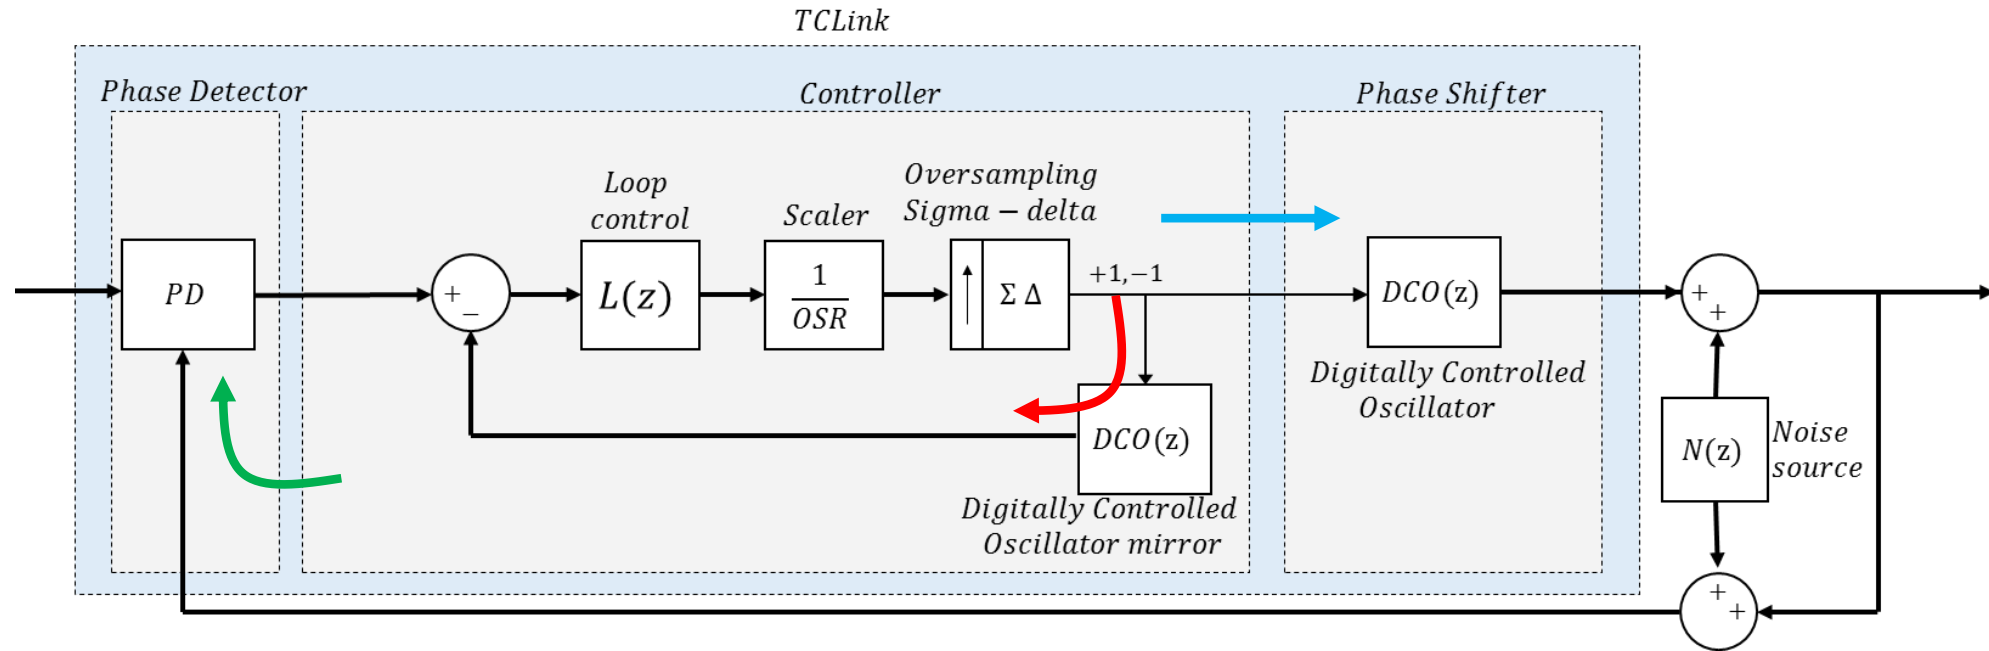 TCLink
Phase Detector
Controller
Phase Shifter
Loop
control
Scaler
Oversampling
Sigma − delta
PD
+
−
L(z)
1
OSR
↑
Σ Δ
+1,−1
DCO(z)
Digitally Controlled
Oscillator
+
+
DCO(z)
Digitally Controlled
Oscillator mirror
N(z)
Noise
source
+
+